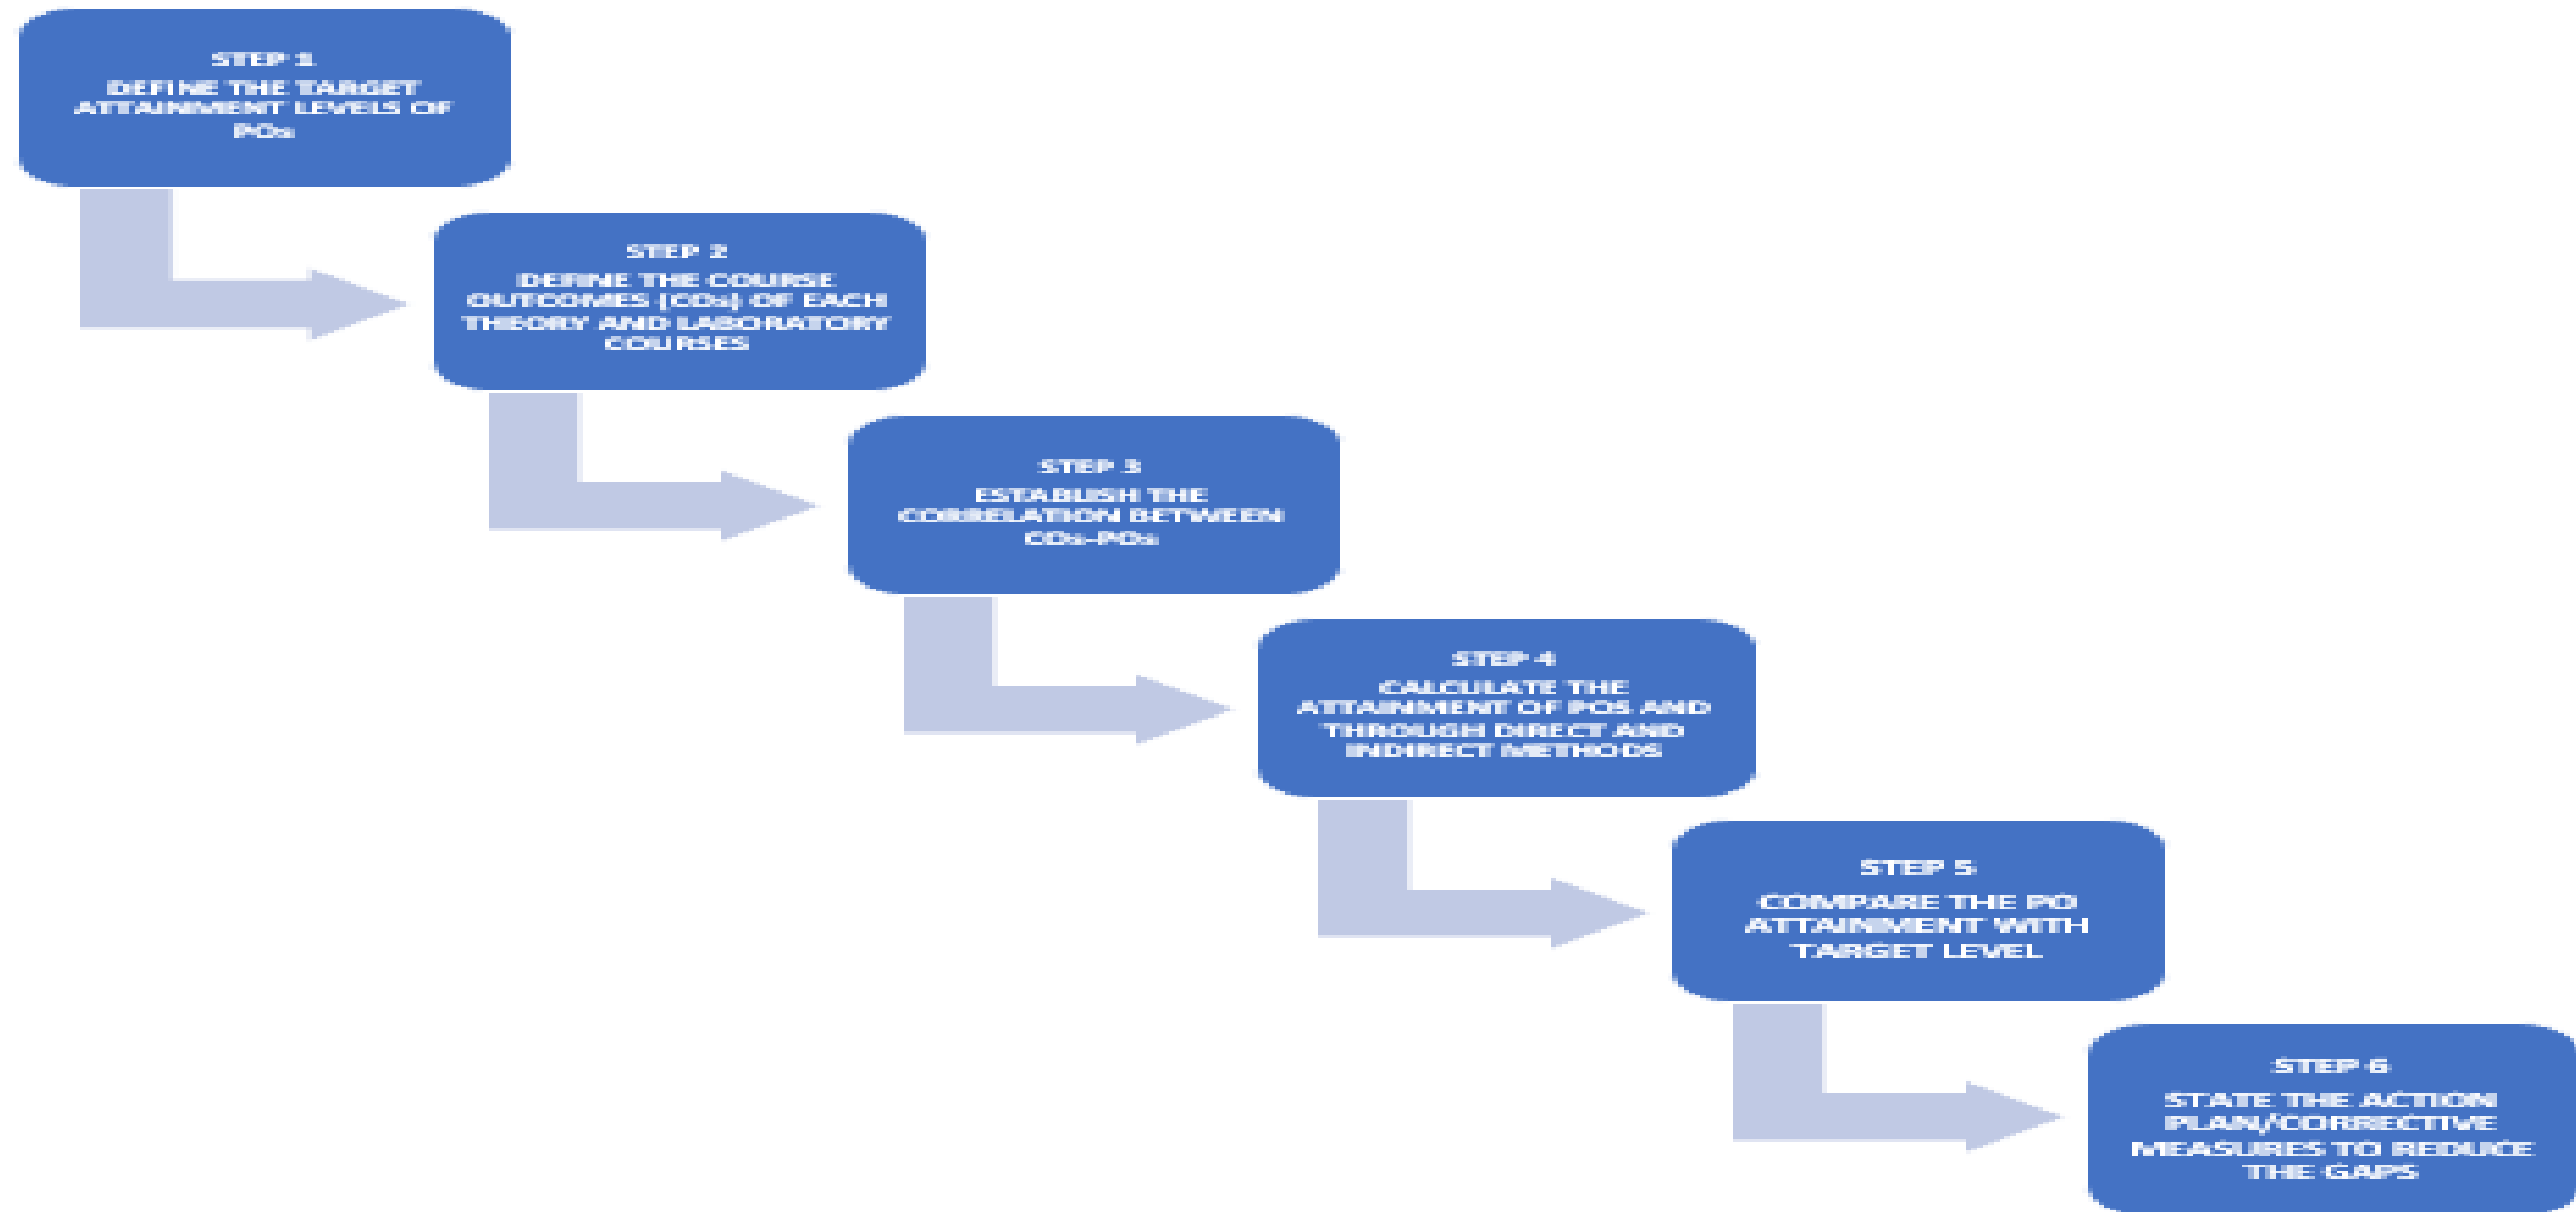 STEP 1
DEFINE THE TARGET
ATTAINMENT LEVELS OF
POs
STEP 2
DEFINE THE COURSE
OUTCOMES (COs) OF EACH
THEORY AND LABORATORY
COURSES
STEP 3
ESTABLISH THE
CORRELATION BETWEEN
COs-POs
STEP 4
CALCULATE THE
ATTAINMENT OF POS AND
THROUGH DIRECT AND
INDIRECT METHODS
STEP 5
COMPARE THE PO
ATTAINMENT WITH
TARGET LEVEL
STEP 6
STATE THE ACTION
PLAN/CORRECTIVE
MEASURES TO REDUCE
THE GAPS